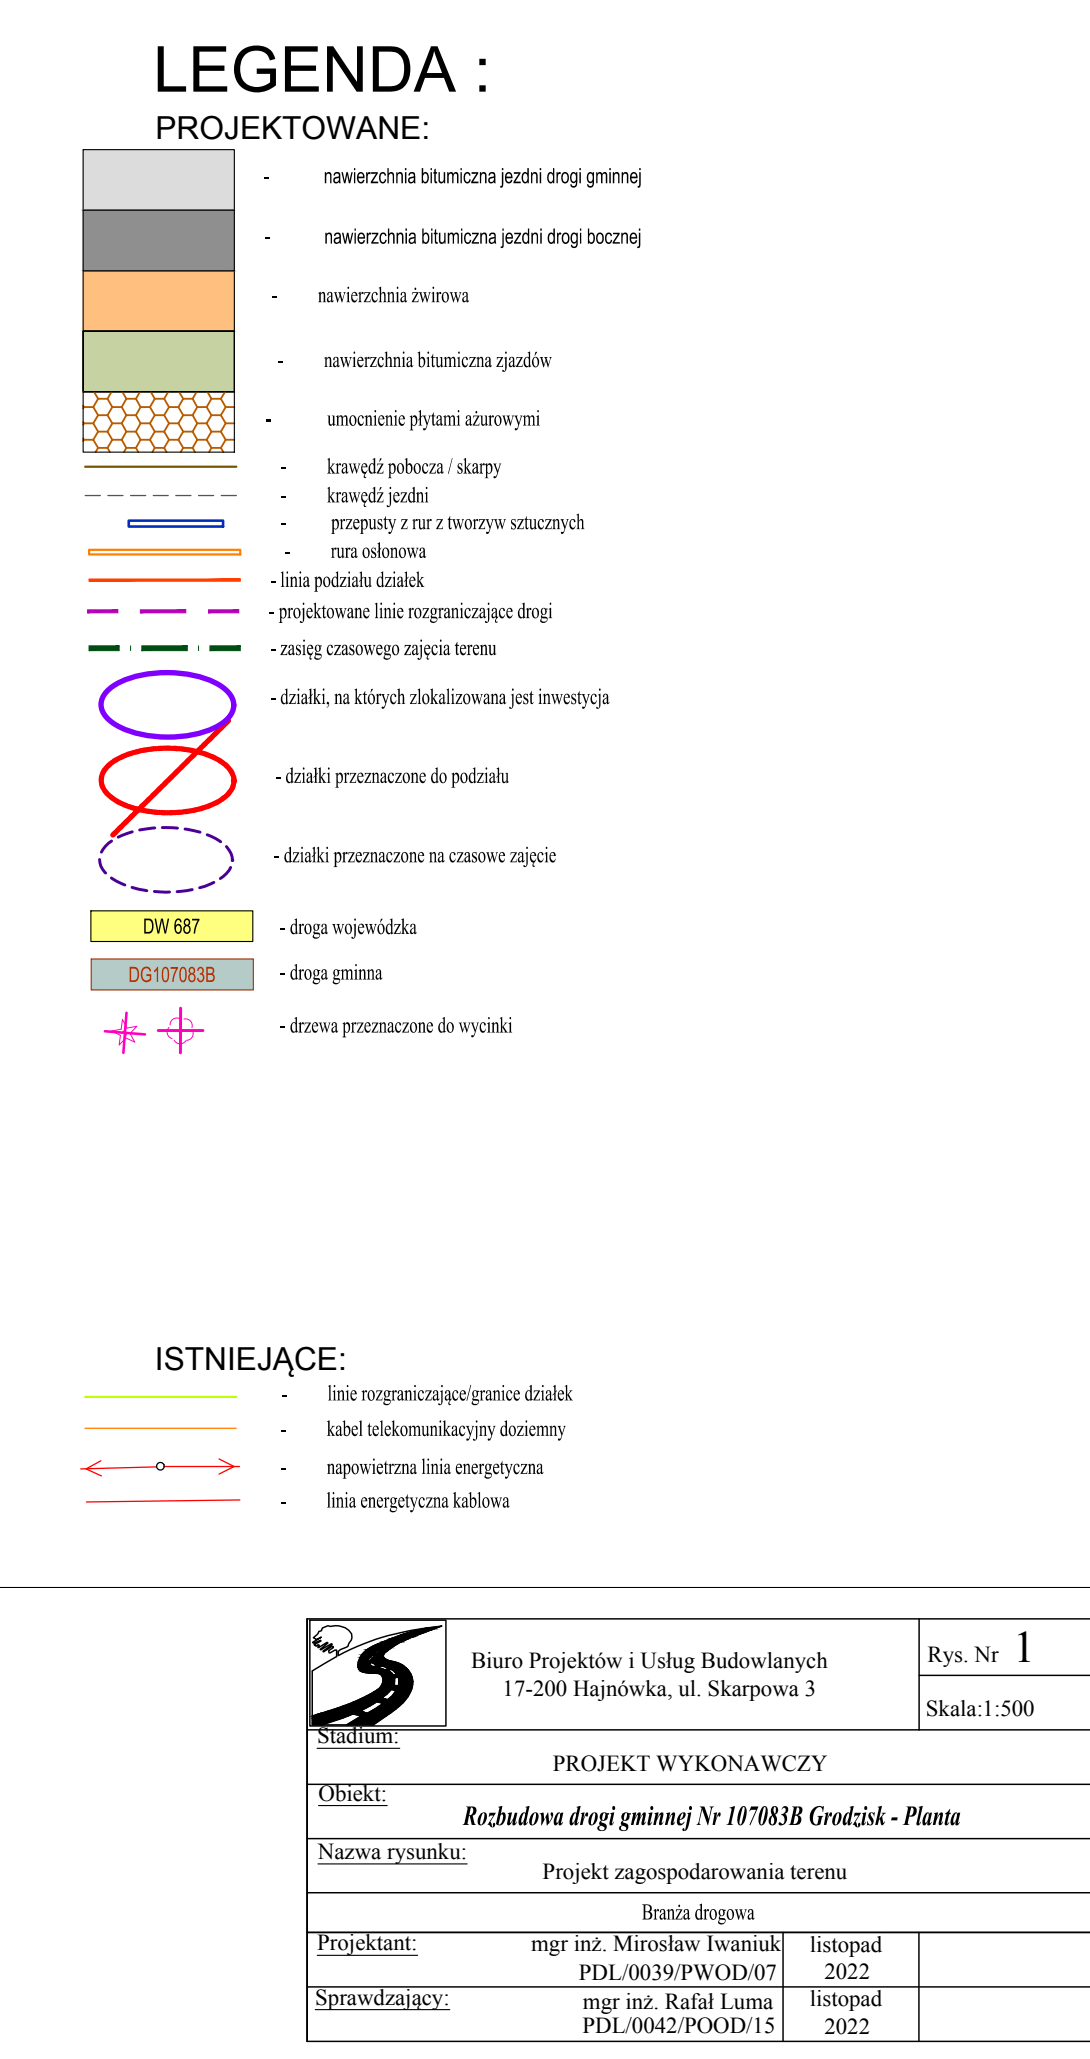 LEGENDA :
PROJEKTOWANE:
- nawierzchnia bitumiczna jezdni drogi gminnej
- nawierzchnia bitumiczna jezdni drogi bocznej
- nawierzchnia żwirowa
- nawierzchnia bitumiczna zjazdów
- umocnienie płytami ażurowymi
- krawędź pobocza / skarpy
- krawędź jezdni
- przepusty z rur z tworzyw sztucznych
- rura osłonowa
- linia podziału działek
- projektowane linie rozgraniczające drogi
- zasięg czasowego zajęcia terenu
- działki, na których zlokalizowana jest inwestycja
- działki przeznaczone do podziału
- działki przeznaczone na czasowe zajęcie
DW 687 - droga wojewódzka
DG107083B - droga gminna
- drzewa przeznaczone do wycinki
ISTNIEJĄCE:
- linie rozgraniczające/granice działek
- kabel telekomunikacyjny doziemny
- napowietrzna linia energetyczna
- linia energetyczna kablowa
Biuro Projektów i Usług Budowlanych
17-200 Hajnówka, ul. Skarpowa 3
Rys. Nr 1
Skala:1:500
Stadium:
PROJEKT WYKONAWCZY
Obiekt:
Rozbudowa drogi gminnej Nr 107083B Grodzisk - Planta
Nazwa rysunku:
Projekt zagospodarowania terenu
Branża drogowa
Projektant: mgr inż. Mirosław Iwaniuk listopad
PDL/0039/PWOD/07 2022
Sprawdzający: mgr inż. Rafał Luma listopad
PDL/0042/POOD/15 2022